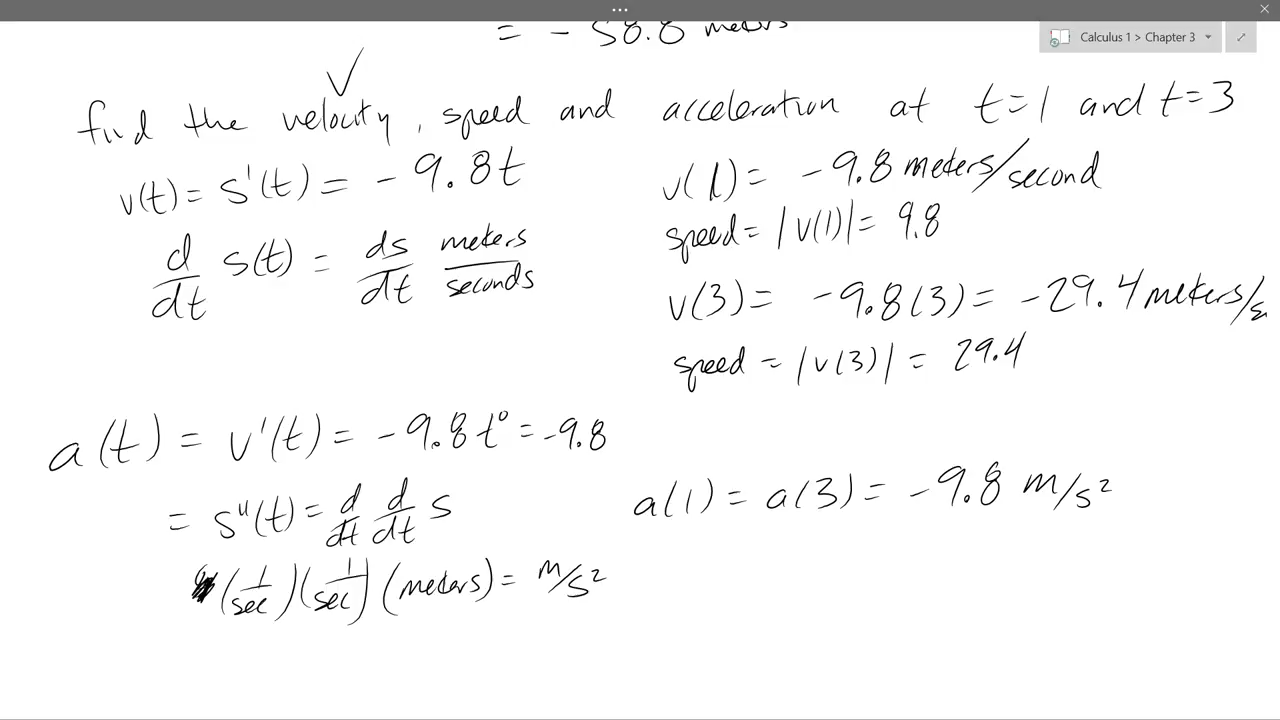 = - 58.8 meters
Calculus 1 > Chapter 3
find the velocity, speed and acceleration at t=1 and t=3
v(t) = s'(t) = - 9.8t
d/dt s(t) = ds/dt meters/seconds
v(1) = -9.8 meters/second
speed = |v(1)| = 9.8
v(3) = -9.8(3) = -29.4 meters/s
speed = |v(3)| = 29.4
a(t) = v'(t) = -9.8t⁰ = -9.8
= s"(t) = d/dt d/dt s
(1/sec)(1/sec)(meters) = m/s²
a(1) = a(3) = -9.8 m/s²